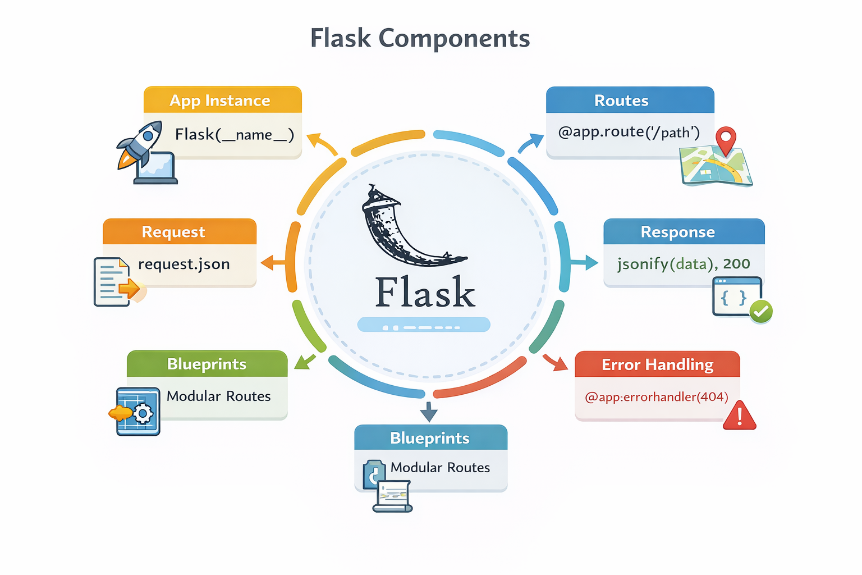 Flask Components
App Instance
Flask(__name__)
Routes
@app.route('/path')
Request
request.json
Response
jsonify(data), 200
{ }
Flask
Blueprints
Modular Routes
Error Handling
@app:errorhandler(404)
!
Blueprints
Modular Routes